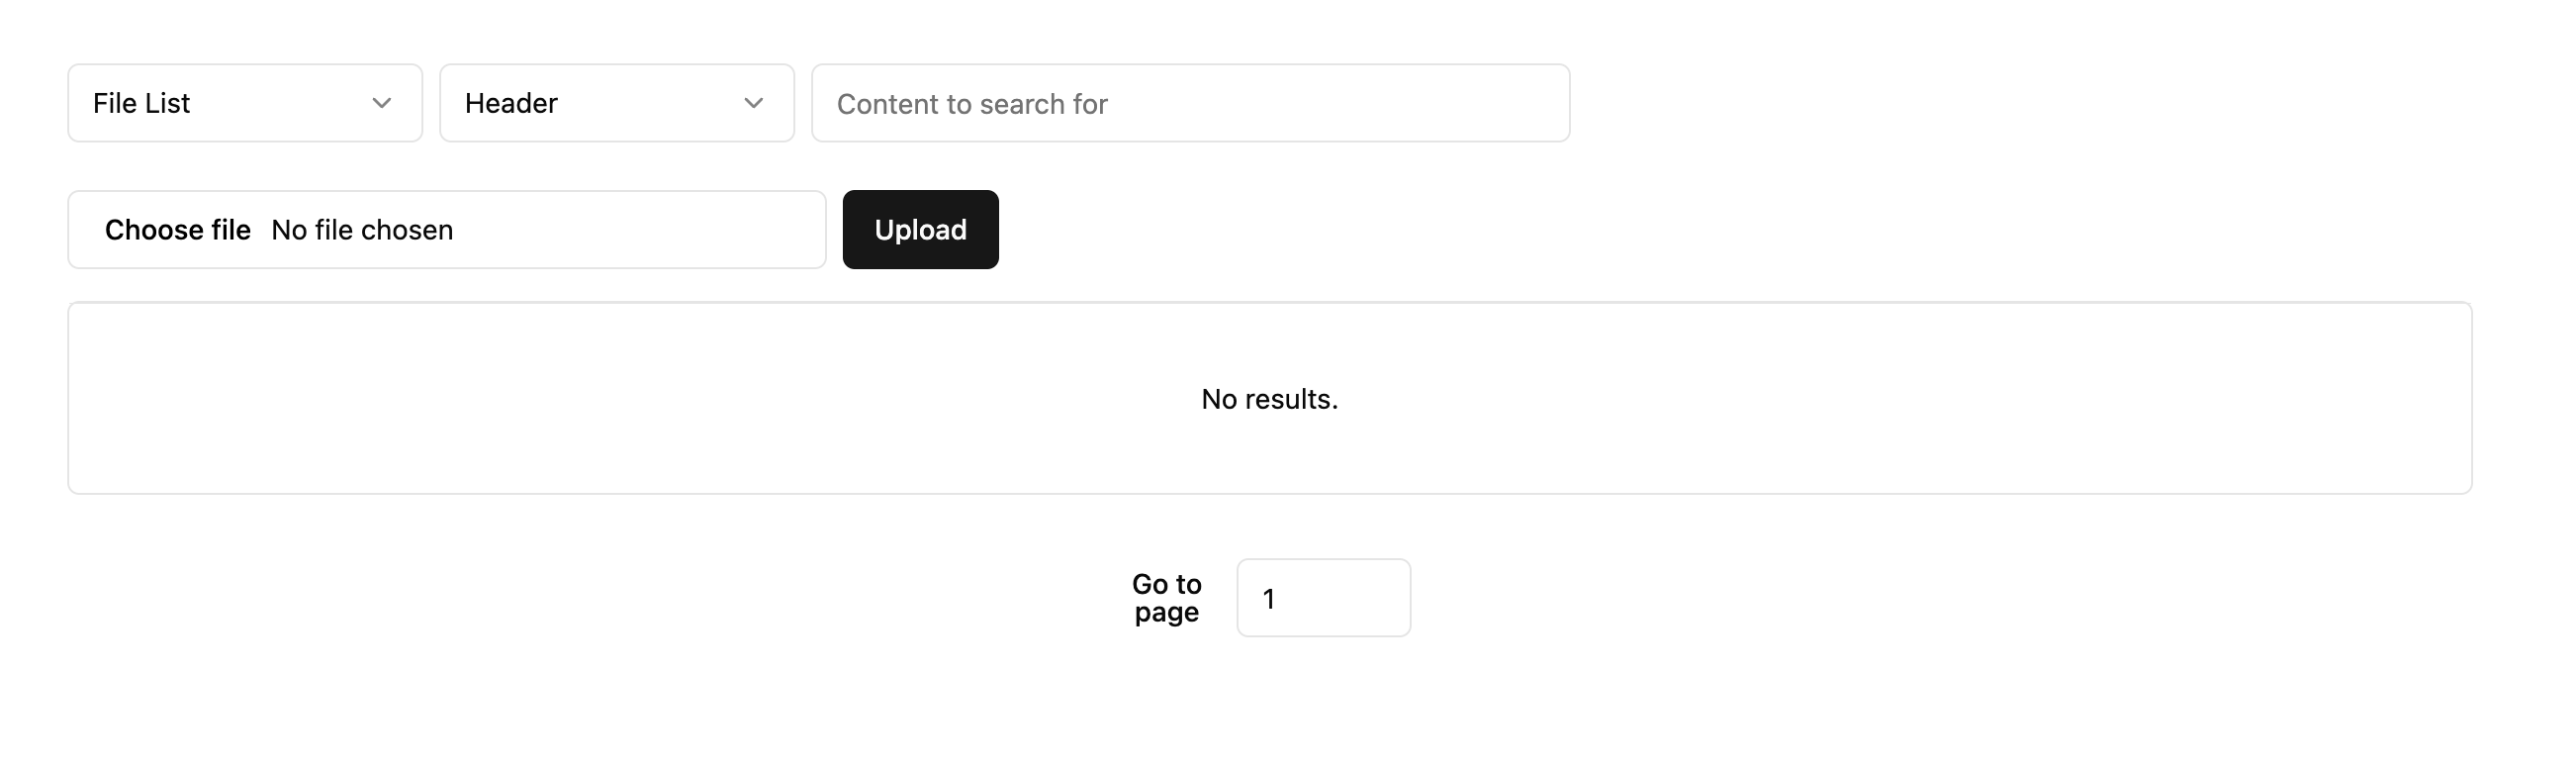 File List
Header
Content to search for
Choose file No file chosen
Upload
No results.
Go to
page
1